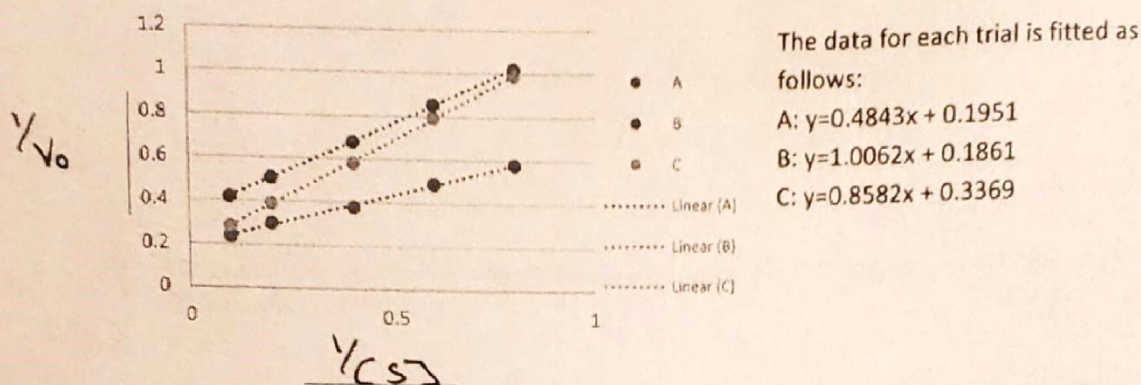 1.2
1
0.8
0.6
0.4
0.2
0
0
0.5
1
1/V0
1/[S]
A
B
C
Linear (A)
Linear (B)
Linear (C)
The data for each trial is fitted as
follows:
A: y=0.4843x + 0.1951
B: y=1.0062x + 0.1861
C: y=0.8582x + 0.3369